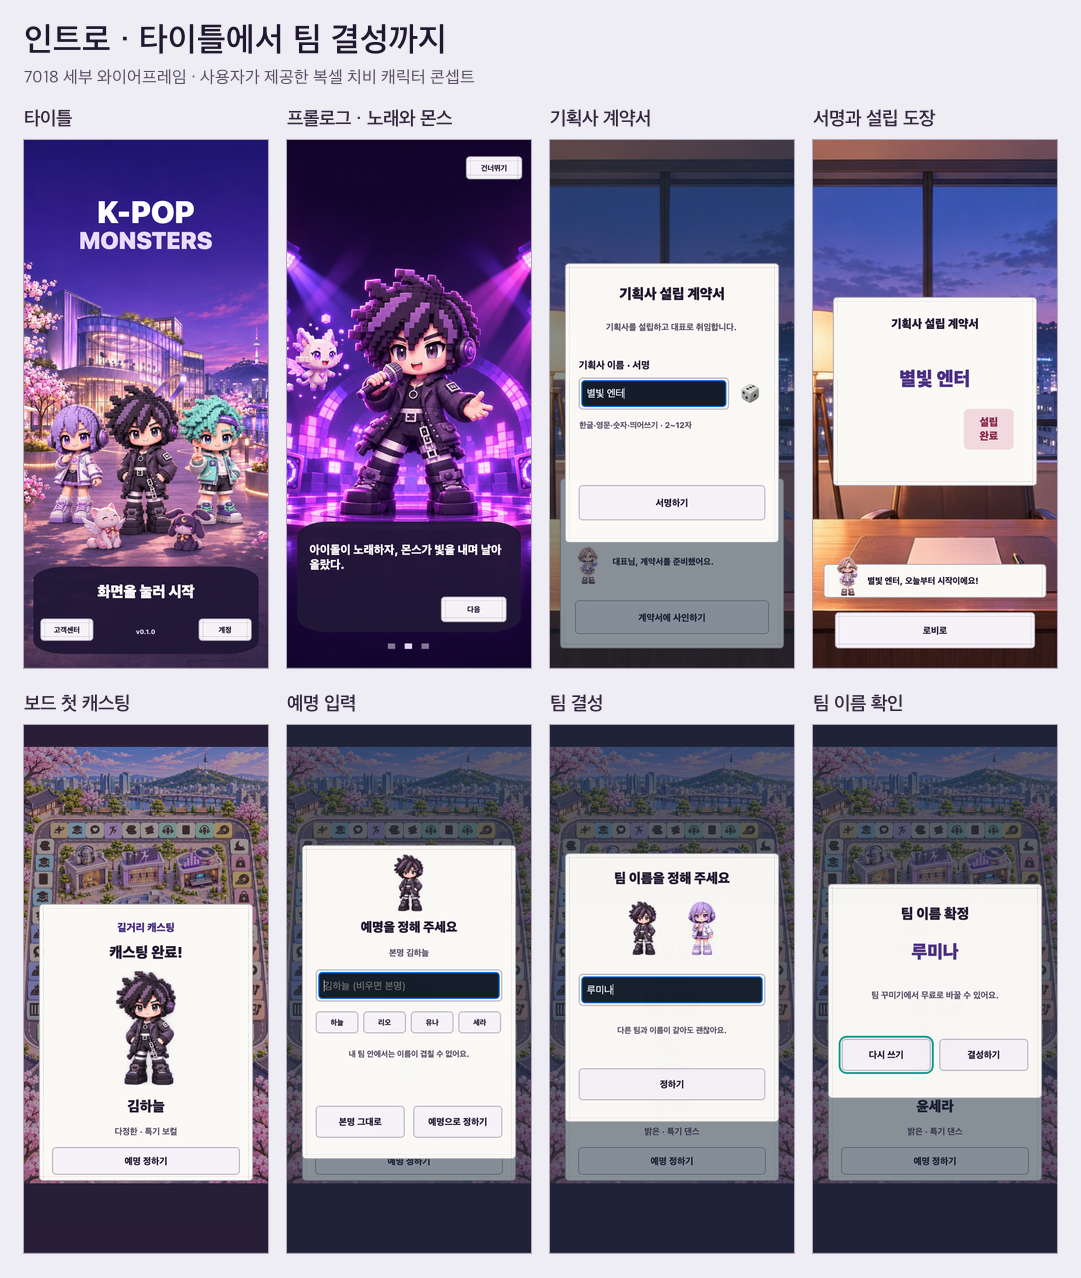 인트로 · 타이틀에서 팀 결성까지
7018 세부 와이어프레임 · 사용자가 제공한 복셀 치비 캐릭터 콘셉트
타이틀
K-POP
MONSTERS
화면을 눌러 시작
고객센터
v0.1.0
계정
프롤로그 · 노래와 몬스
건너뛰기
아이돌이 노래하자, 몬스가 빛을 내며 날아
올랐다.
다음
기획사 계약서
기획사 설립 계약서
기획사를 설립하고 대표로 취임합니다.
기획사 이름 · 서명
별빛 엔터
한글·영문·숫자·띄어쓰기 · 2~12자
서명하기
대표님, 계약서를 준비했어요.
계약서에 사인하기
서명과 설립 도장
기획사 설립 계약서
별빛 엔터
설립
완료
별빛 엔터, 오늘부터 시작이에요!
로비로
보드 첫 캐스팅
길거리 캐스팅
캐스팅 완료!
김하늘
다정한 · 특기 보컬
예명 정하기
예명 입력
예명을 정해 주세요
본명 김하늘
김하늘 (비우면 본명)
하늘
리오
유나
세라
내 팀 안에서는 이름이 겹칠 수 없어요.
본명 그대로
예명으로 정하기
예명 정하기
팀 결성
팀 이름을 정해 주세요
루미나
다른 팀과 이름이 같아도 괜찮아요.
정하기
밝은 · 특기 댄스
예명 정하기
팀 이름 확인
팀 이름 확정
루미나
팀 꾸미기에서 무료로 바꿀 수 있어요.
다시 쓰기
결성하기
윤세라
밝은 · 특기 댄스
예명 정하기